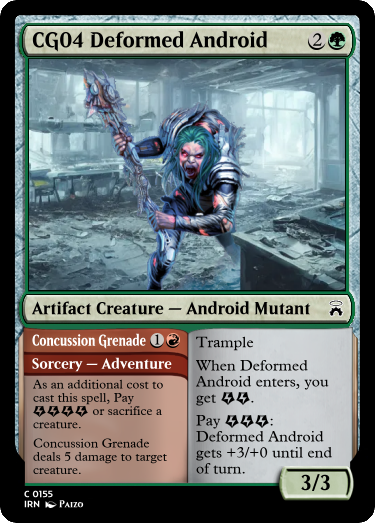 CG04 Deformed Android 2
Artifact Creature — Android Mutant
Concussion Grenade 1
Sorcery — Adventure
As an additional cost to
cast this spell, Pay
or sacrifice a
creature.
Concussion Grenade
deals 5 damage to target
creature.
Trample
When Deformed
Android enters, you
get .
Pay :
Deformed Android
gets +3/+0 until end
of turn.
3/3
C 0155
IRN Paizo